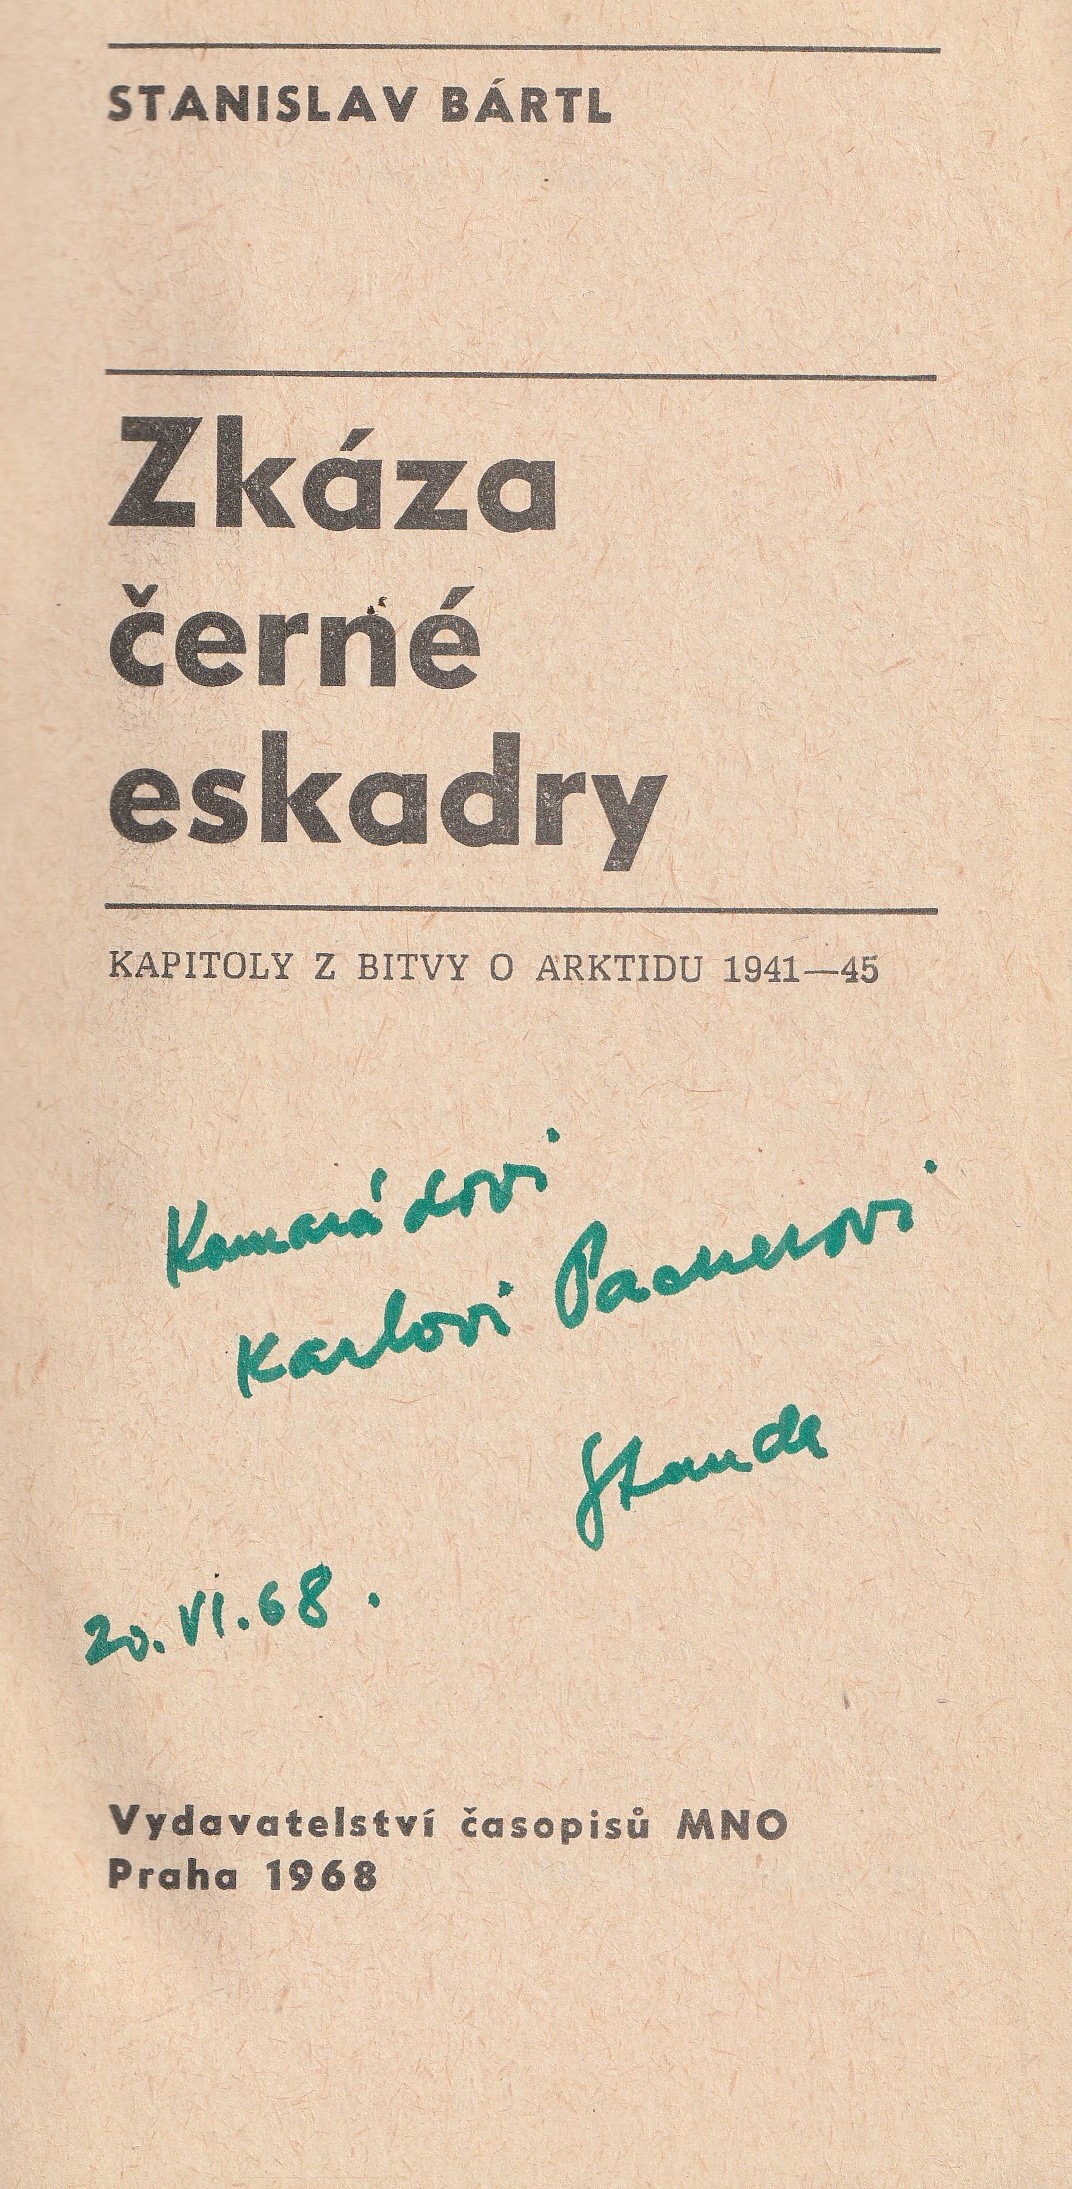 STANISLAV BÁRTL
Zkáza
černé
eskadry
KAPITOLY Z BITVY O ARKTIDU 1941—45
Kamarádovi
Karlovi Pacnerovi
Standa
20. VI. 68.
Vydavatelství časopisů MNO
Praha 1968